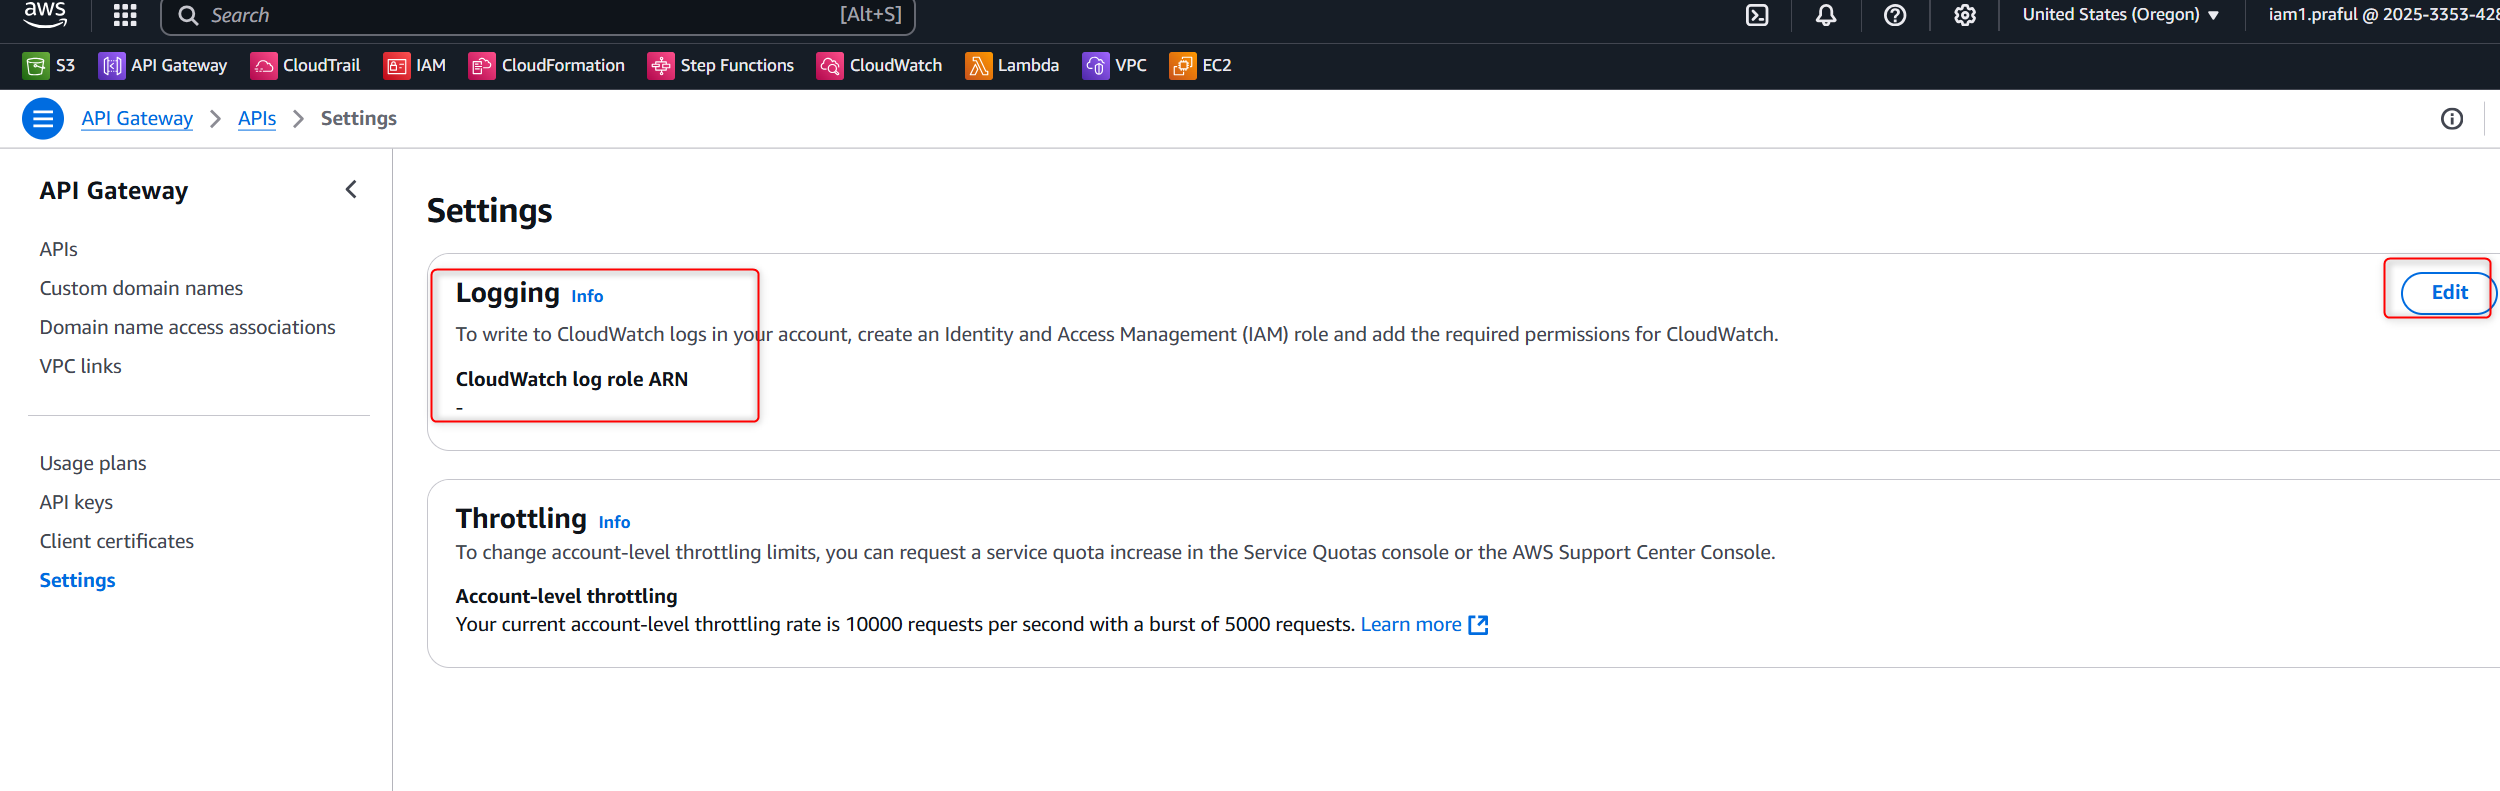 aws
Search [Alt+S] United States (Oregon) iam1.praful @ 2025-3353-428
S3 API Gateway CloudTrail IAM CloudFormation Step Functions CloudWatch Lambda VPC EC2
API Gateway > APIs > Settings
API Gateway
APIs
Custom domain names
Domain name access associations
VPC links
Usage plans
API keys
Client certificates
Settings
Settings
Logging Info
Edit
To write to CloudWatch logs in your account, create an Identity and Access Management (IAM) role and add the required permissions for CloudWatch.
CloudWatch log role ARN
-
Throttling Info
To change account-level throttling limits, you can request a service quota increase in the Service Quotas console or the AWS Support Center Console.
Account-level throttling
Your current account-level throttling rate is 10000 requests per second with a burst of 5000 requests. Learn more